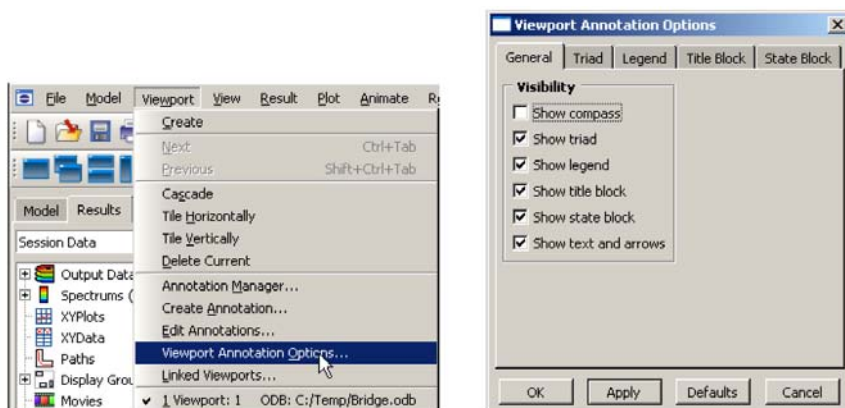 File Model Viewport View Result Plot Animate
Create
Next Ctrl+Tab
Previous Shift+Ctrl+Tab
Cascade
Tile Horizontally
Tile Vertically
Delete Current
Annotation Manager...
Create Annotation...
Edit Annotations...
Viewport Annotation Options...
Linked Viewports...
1 Viewport: 1 ODB: C:/Temp/Bridge.odb
Model Results
Session Data
Output Data
Spectrums (
XYPlots
XYData
Paths
Display Grou
Movies
Viewport Annotation Options
General Triad Legend Title Block State Block
Visibility
Show compass
Show triad
Show legend
Show title block
Show state block
Show text and arrows
OK Apply Defaults Cancel